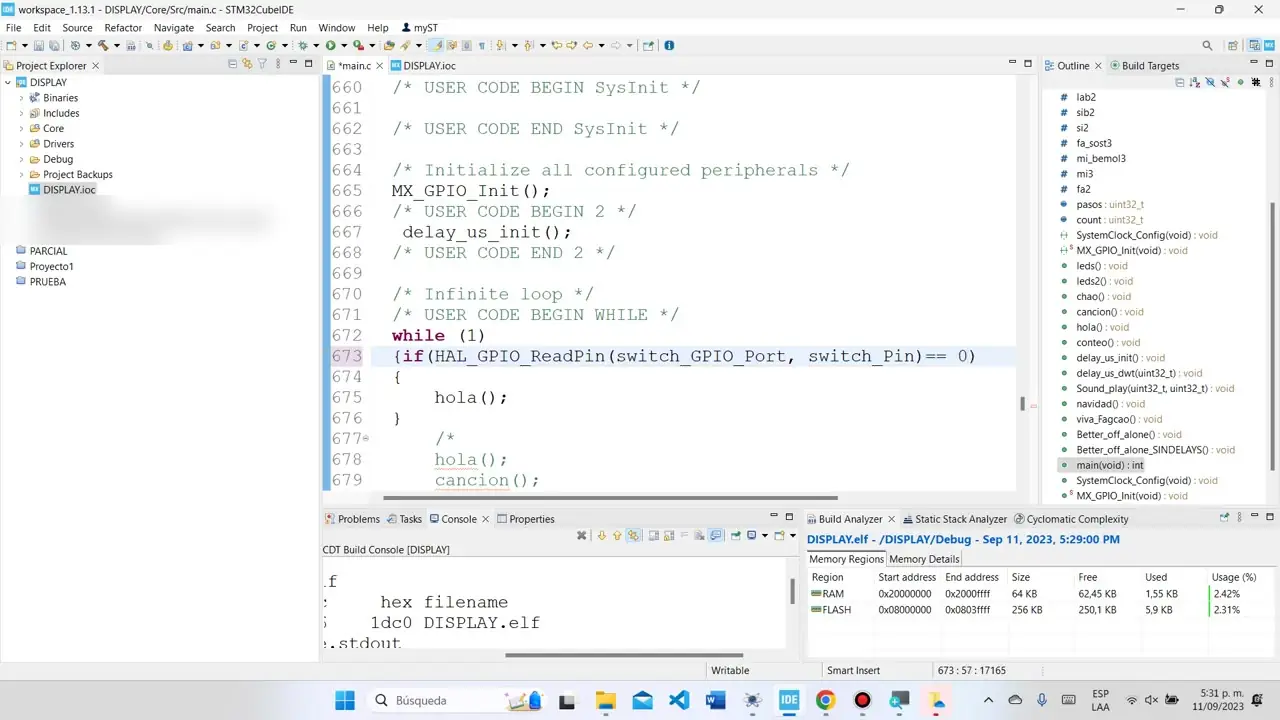 workspace_1.13.1 - DISPLAY/Core/Src/main.c - STM32CubeIDE
File Edit Source Refactor Navigate Search Project Run Window Help myST
Project Explorer
DISPLAY
Binaries
Includes
Core
Drivers
Debug
Project Backups
DISPLAY.ioc
PARCIAL
Proyecto1
PRUEBA
*main.c DISPLAY.ioc
660 /* USER CODE BEGIN SysInit */
661
662 /* USER CODE END SysInit */
663
664 /* Initialize all configured peripherals */
665 MX_GPIO_Init();
666 /* USER CODE BEGIN 2 */
667 delay_us_init();
668 /* USER CODE END 2 */
669
670 /* Infinite loop */
671 /* USER CODE BEGIN WHILE */
672 while (1)
673 {if(HAL_GPIO_ReadPin(switch_GPIO_Port, switch_Pin)== 0)
674 {
675 hola();
676 }
677 /*
678 hola();
679 cancion();
Outline Build Targets
lab2
sib2
si2
fa_sost3
mi_bemol3
mi3
fa2
pasos : uint32_t
count : uint32_t
SystemClock_Config(void) : void
MX_GPIO_Init(void) : void
leds() : void
leds2() : void
chao() : void
cancion() : void
hola() : void
conteo() : void
delay_us_init() : void
delay_us_dwt(uint32_t) : void
Sound_play(uint32_t, uint32_t) : void
navidad() : void
viva_Fagcao() : void
Better_off_alone() : void
Better_off_alone_SINDELAYS() : void
main(void) : int
SystemClock_Config(void) : void
MX_GPIO_Init(void) : void
Problems Tasks Console Properties
CDT Build Console [DISPLAY]
lf
hex filename
1dc0 DISPLAY.elf
.stdout
Build Analyzer Static Stack Analyzer Cyclomatic Complexity
DISPLAY.elf - /DISPLAY/Debug - Sep 11, 2023, 5:29:00 PM
Memory Regions Memory Details
Region Start address End address Size Free Used Usage (%)
RAM 0x20000000 0x2000ffff 64 KB 62,45 KB 1,55 KB 2.42%
FLASH 0x08000000 0x0803ffff 256 KB 250,1 KB 5,9 KB 2.31%
Writable Smart Insert 673 : 57 : 17165
Búsqueda
ESP
LAA
5:31 p. m.
11/09/2023